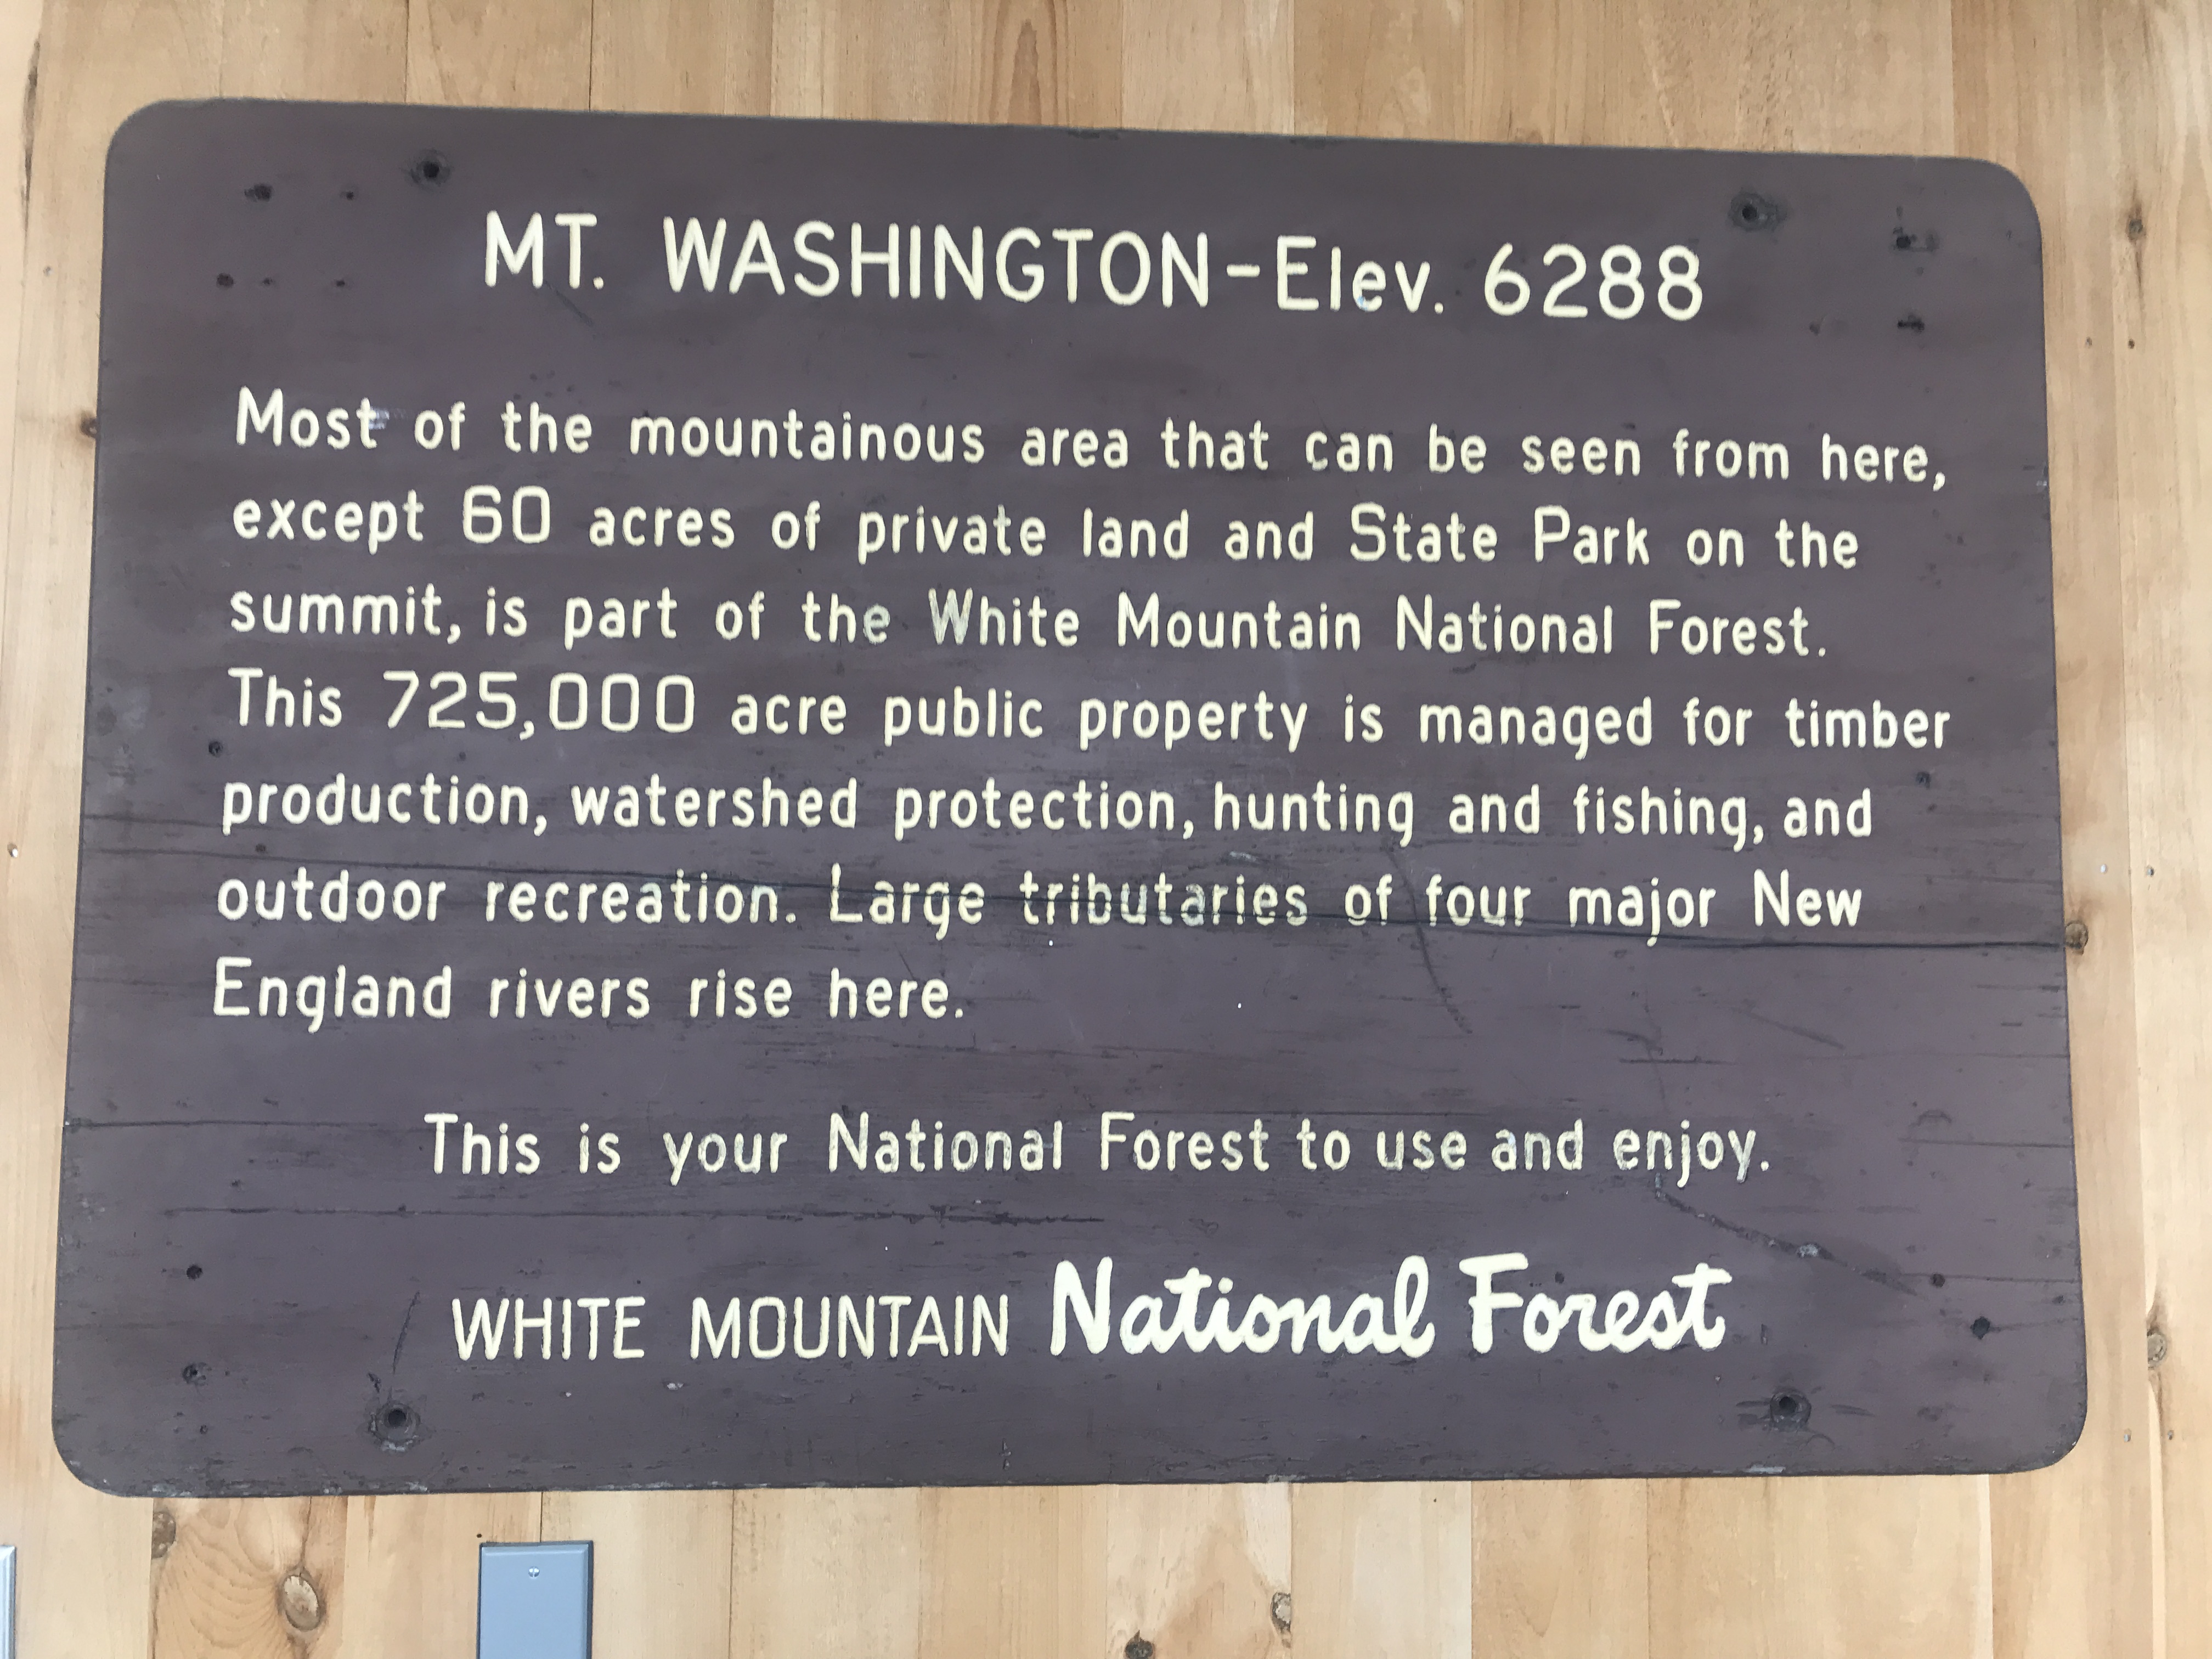 MT. WASHINGTON-Elev. 6288
Most of the mountainous area that can be seen from here,
except 60 acres of private land and State Park on the
summit, is part of the White Mountain National Forest.
This 725,000 acre public property is managed for timber
production, watershed protection, hunting and fishing, and
outdoor recreation. Large tributaries of four major New
England rivers rise here.
This is your National Forest to use and enjoy.
WHITE MOUNTAIN National Forest